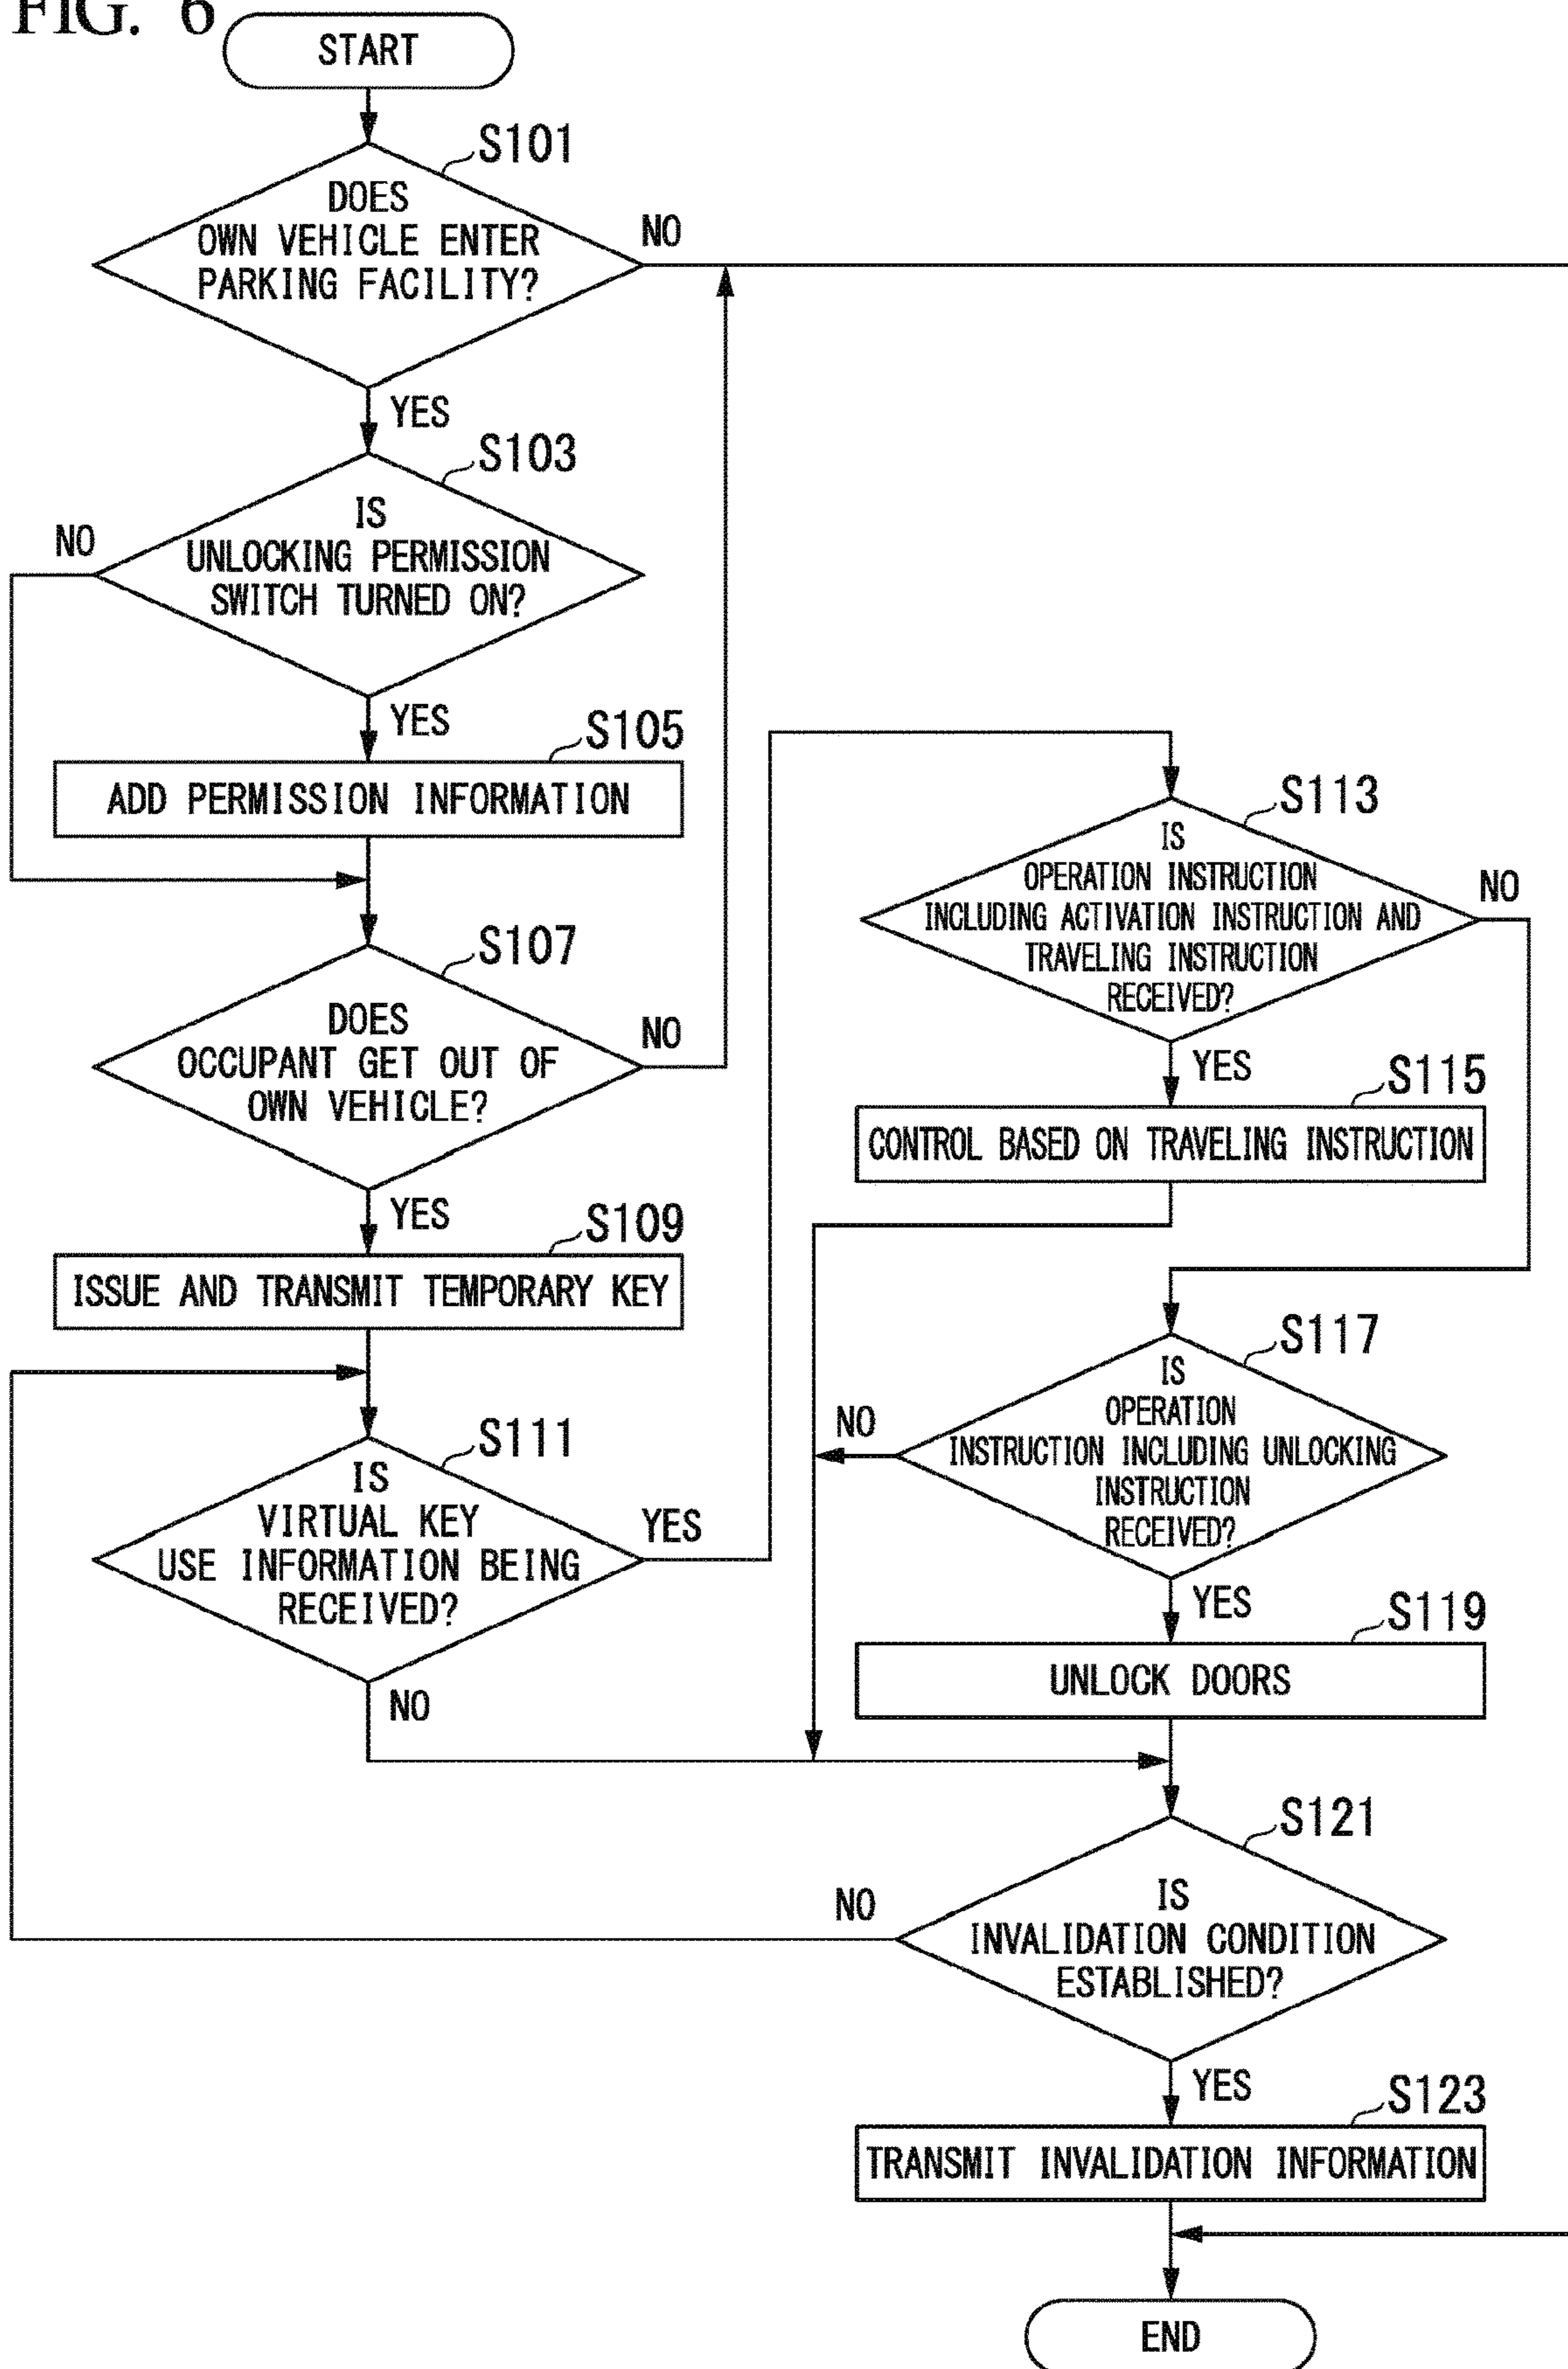 FIG. 6
START
S101
DOES
OWN VEHICLE ENTER
PARKING FACILITY?
NO
YES
S103
IS
UNLOCKING PERMISSION
SWITCH TURNED ON?
NO
YES
S105
ADD PERMISSION INFORMATION
S107
DOES
OCCUPANT GET OUT OF
OWN VEHICLE?
NO
YES
S109
ISSUE AND TRANSMIT TEMPORARY KEY
S111
IS
VIRTUAL KEY
USE INFORMATION BEING
RECEIVED?
YES
NO
S113
IS
OPERATION INSTRUCTION
INCLUDING ACTIVATION INSTRUCTION AND
TRAVELING INSTRUCTION
RECEIVED?
NO
YES
S115
CONTROL BASED ON TRAVELING INSTRUCTION
S117
IS
OPERATION
INSTRUCTION INCLUDING UNLOCKING
INSTRUCTION
RECEIVED?
NO
YES
S119
UNLOCK DOORS
S121
IS
INVALIDATION CONDITION
ESTABLISHED?
NO
YES
S123
TRANSMIT INVALIDATION INFORMATION
END